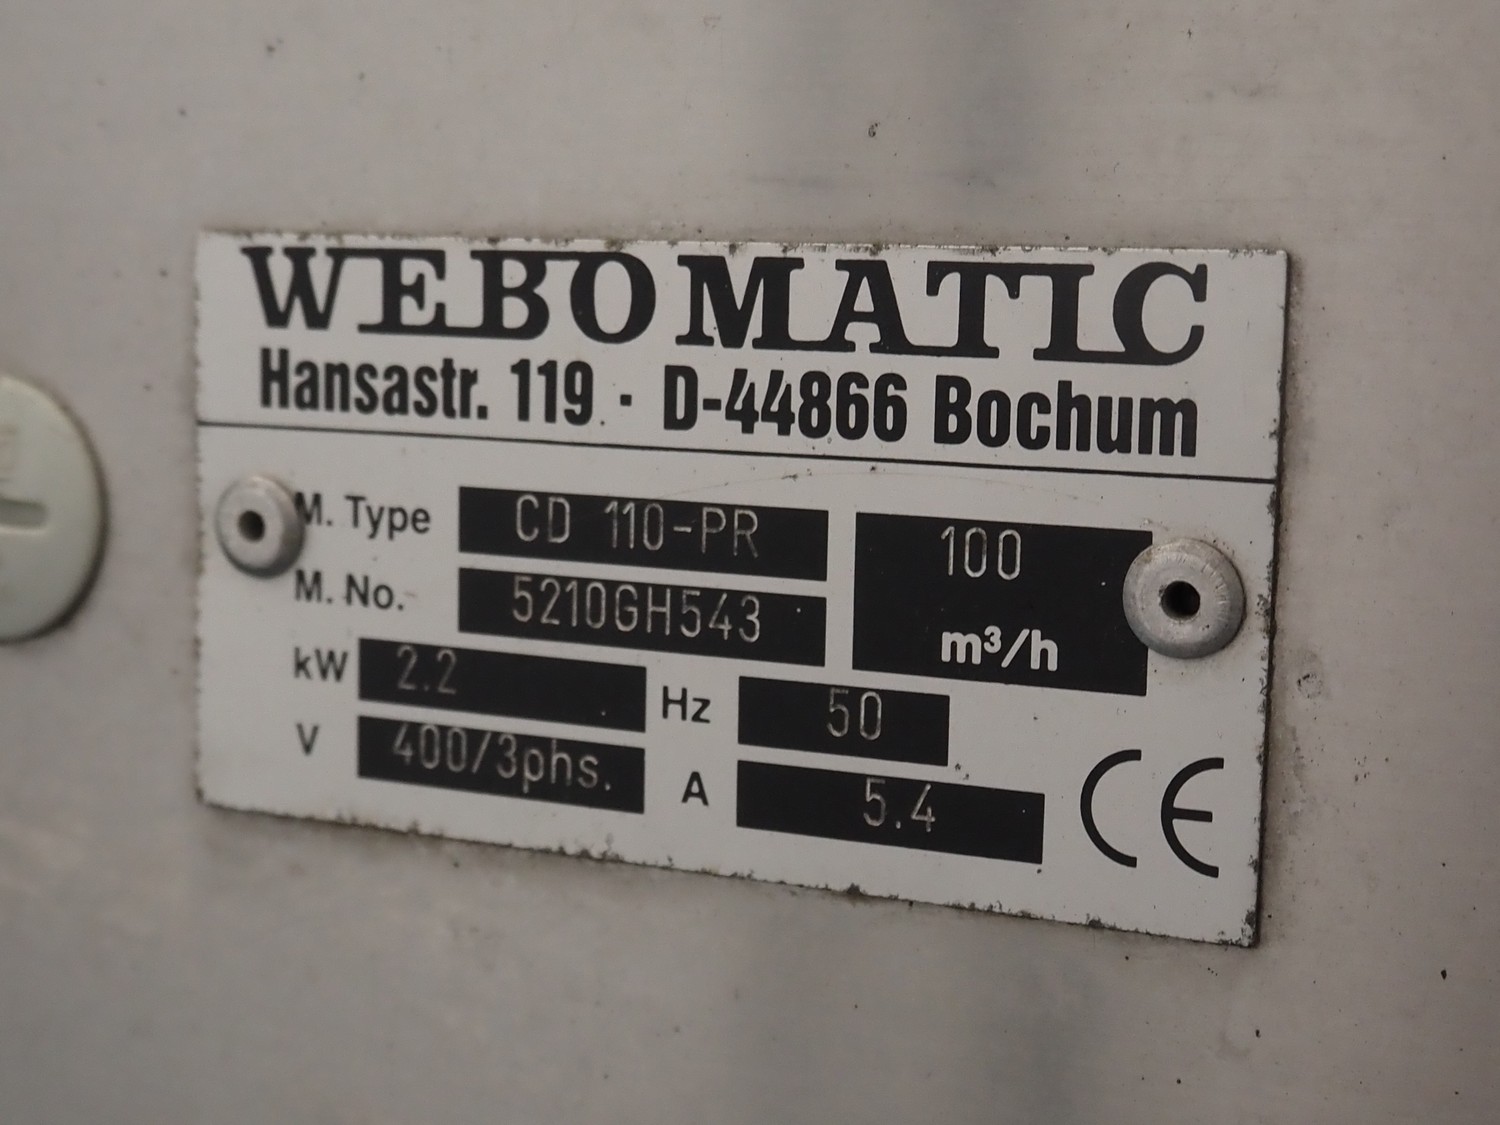 WEBOMATIC
Hansastr. 119 · D-44866 Bochum
M. Type CD 110-PR 100
M. No. 5210GH543 m³/h
kW 2.2 Hz 50
V 400/3phs. A 5.4 CE